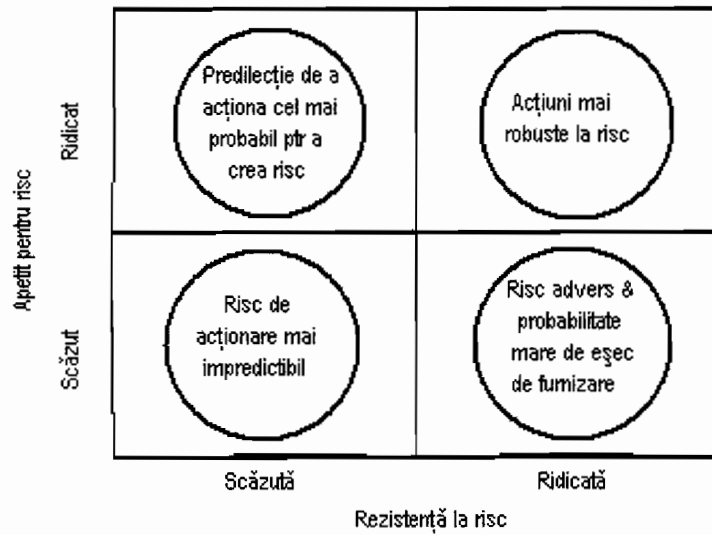 Apetit pentru risc
Ridicat
Predilecție de a
acționa cel mai
probabil ptr a
crea risc
Acțiuni mai
robuste la risc
Scăzut
Risc de
acționare mai
impredictibil
Risc advers &
probabilitate
mare de eşec
de furnizare
Scăzută
Ridicată
Rezistență la risc